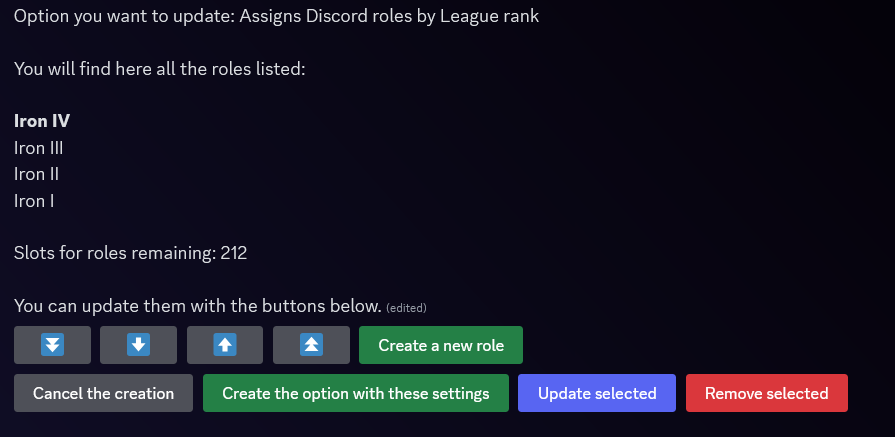 Option you want to update: Assigns Discord roles by League rank
You will find here all the roles listed:
Iron IV
Iron III
Iron II
Iron I
Slots for roles remaining: 212
You can update them with the buttons below. (edited)
Create a new role
Cancel the creation
Create the option with these settings
Update selected
Remove selected